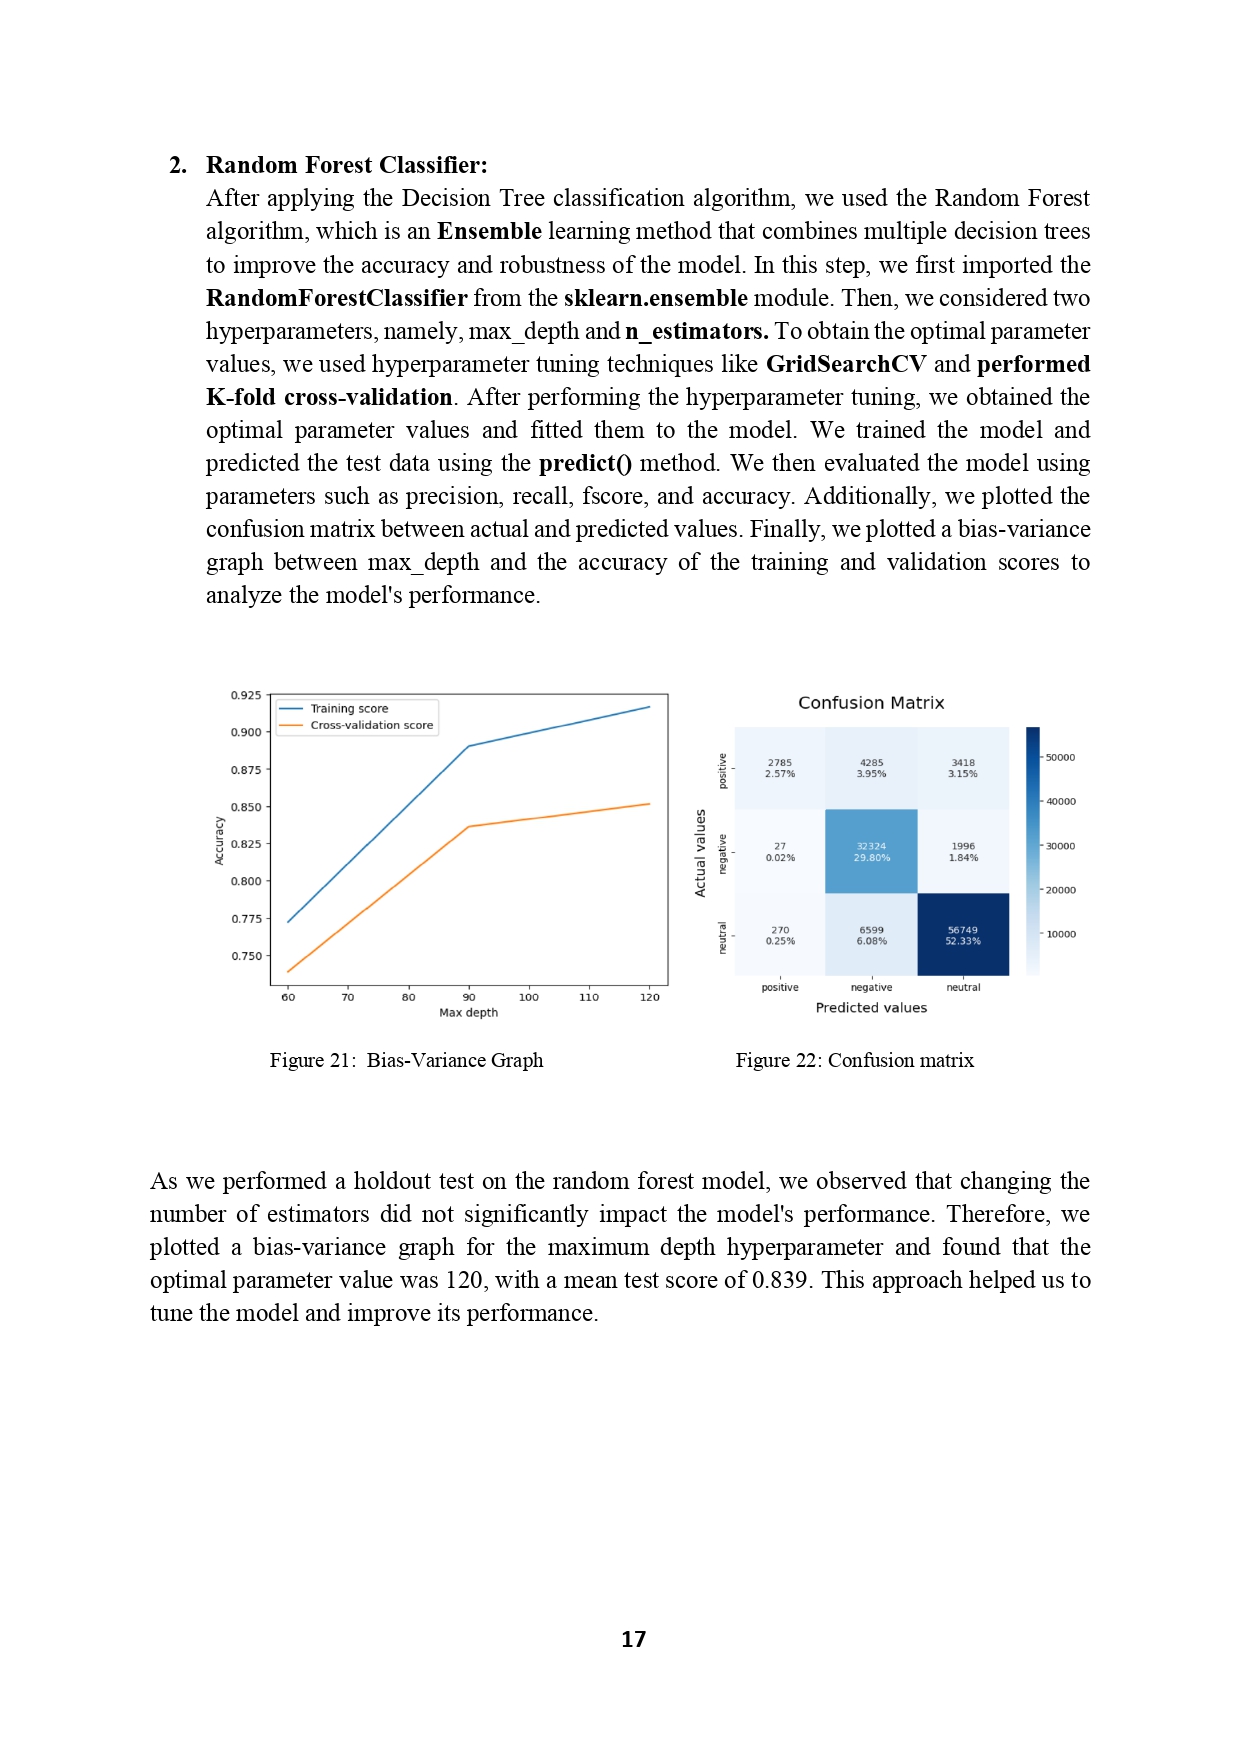 2. Random Forest Classifier:
After applying the Decision Tree classification algorithm, we used the Random Forest
algorithm, which is an Ensemble learning method that combines multiple decision trees
to improve the accuracy and robustness of the model. In this step, we first imported the
RandomForestClassifier from the sklearn.ensemble module. Then, we considered two
hyperparameters, namely, max_depth and n_estimators. To obtain the optimal parameter
values, we used hyperparameter tuning techniques like GridSearchCV and performed
K-fold cross-validation. After performing the hyperparameter tuning, we obtained the
optimal parameter values and fitted them to the model. We trained the model and
predicted the test data using the predict() method. We then evaluated the model using
parameters such as precision, recall, fscore, and accuracy. Additionally, we plotted the
confusion matrix between actual and predicted values. Finally, we plotted a bias-variance
graph between max_depth and the accuracy of the training and validation scores to
analyze the model's performance.
0.925
0.900
0.875
0.850
0.825
0.800
0.775
0.750
Accuracy
Training score
Cross-validation score
60 70 80 90 100 110 120
Max depth
Confusion Matrix
Actual values
positive
2785 4285 3418
2.57% 3.95% 3.15%
negative
27 32324 1996
0.02% 29.80% 1.84%
neutral
270 6599 56749
0.25% 6.08% 52.33%
positive negative neutral
Predicted values
50000
40000
30000
20000
10000
Figure 21: Bias-Variance Graph
Figure 22: Confusion matrix
As we performed a holdout test on the random forest model, we observed that changing the
number of estimators did not significantly impact the model's performance. Therefore, we
plotted a bias-variance graph for the maximum depth hyperparameter and found that the
optimal parameter value was 120, with a mean test score of 0.839. This approach helped us to
tune the model and improve its performance.
17